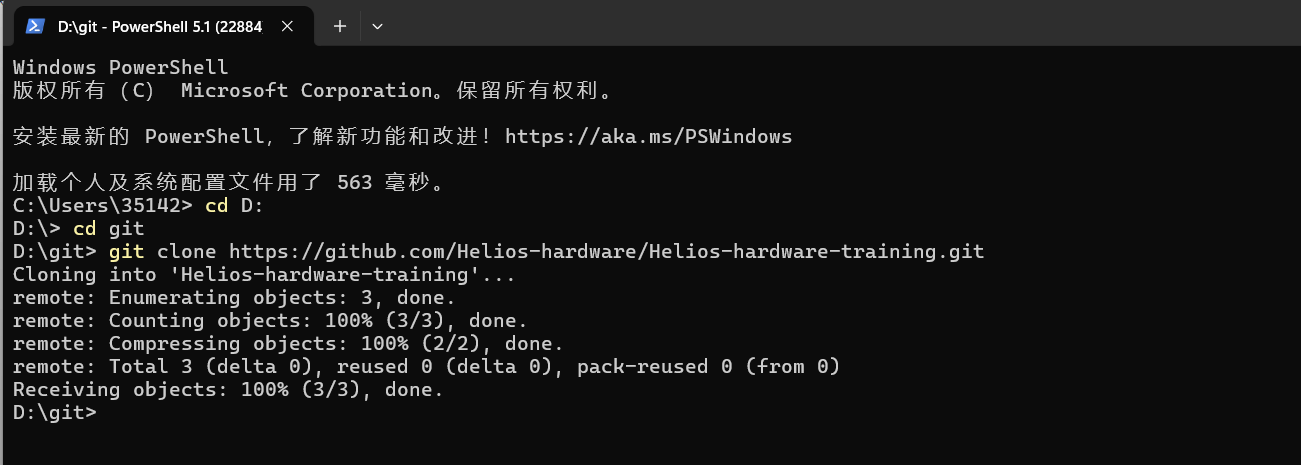 D:\git - PowerShell 5.1 (22884
Windows PowerShell
版权所有（C） Microsoft Corporation。保留所有权利。
安装最新的 PowerShell，了解新功能和改进！https://aka.ms/PSWindows
加载个人及系统配置文件用了 563 毫秒。
C:\Users\35142> cd D:
D:\> cd git
D:\git> git clone https://github.com/Helios-hardware/Helios-hardware-training.git
Cloning into 'Helios-hardware-training'...
remote: Enumerating objects: 3, done.
remote: Counting objects: 100% (3/3), done.
remote: Compressing objects: 100% (2/2), done.
remote: Total 3 (delta 0), reused 0 (delta 0), pack-reused 0 (from 0)
Receiving objects: 100% (3/3), done.
D:\git>